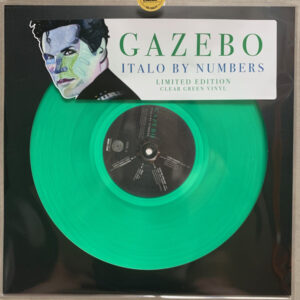 GAZEBO
ITALO BY NUMBERS
LIMITED EDITION
CLEAR GREEN VINYL